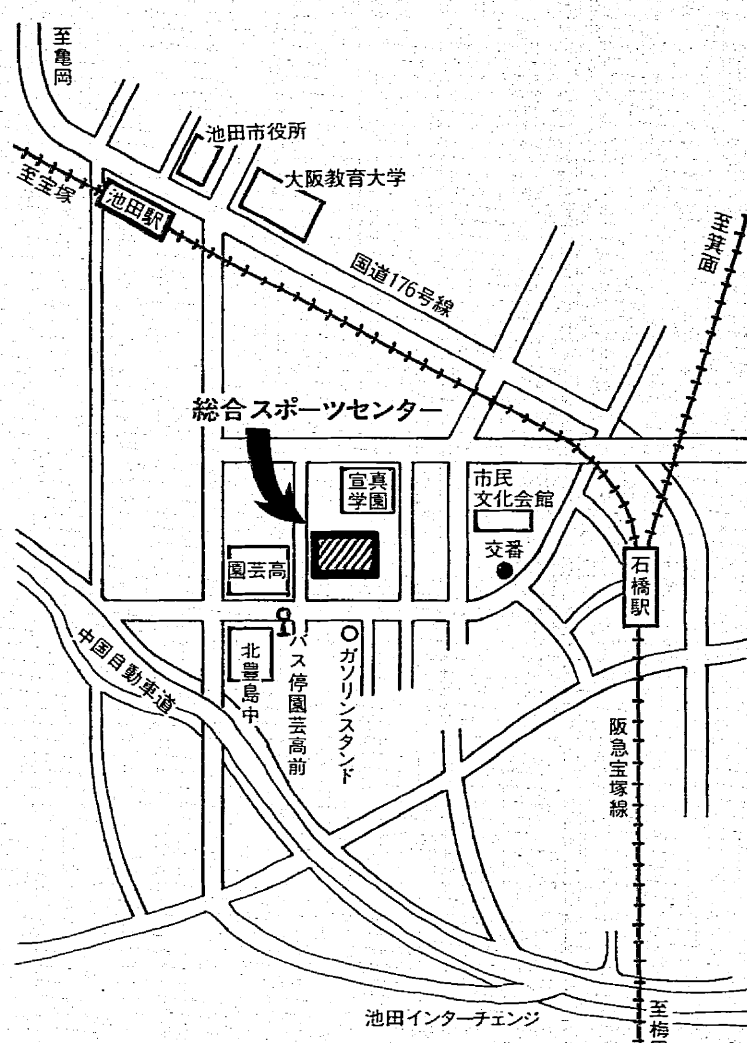 至亀岡
池田市役所
大阪教育大学
至宝塚
池田駅
至箕面
国道176号線
総合スポーツセンター
宣真
学園
市民
文化会館
園芸高
交番
石橋駅
中国自動車道
北豊島中
バス停園芸高前
ガソリンスタンド
阪急宝塚線
池田インターチェンジ
至梅